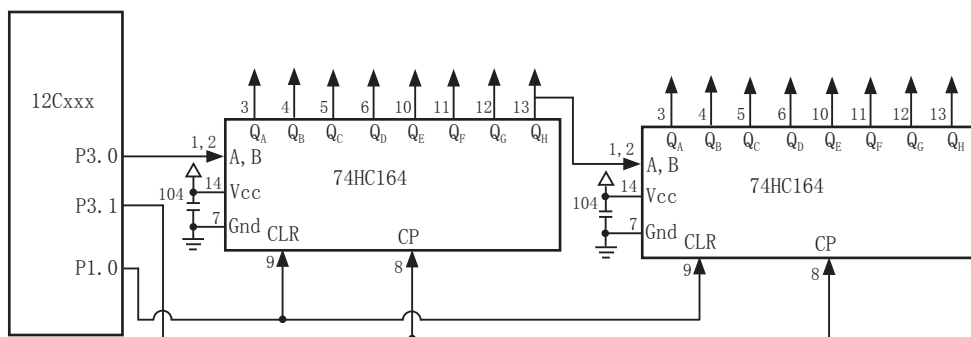 12Cxxx
P3.0
P3.1
P1.0
3 4 5 6 10 11 12 13
QA QB QC QD QE QF QG QH
1,2
A,B
74HC164
14
Vcc
104
7
Gnd
CLR
CP
9
8
3 4 5 6 10 11 12 13
QA QB QC QD QE QF QG QH
1,2
A,B
74HC164
14
Vcc
104
7
Gnd
CLR
CP
9
8